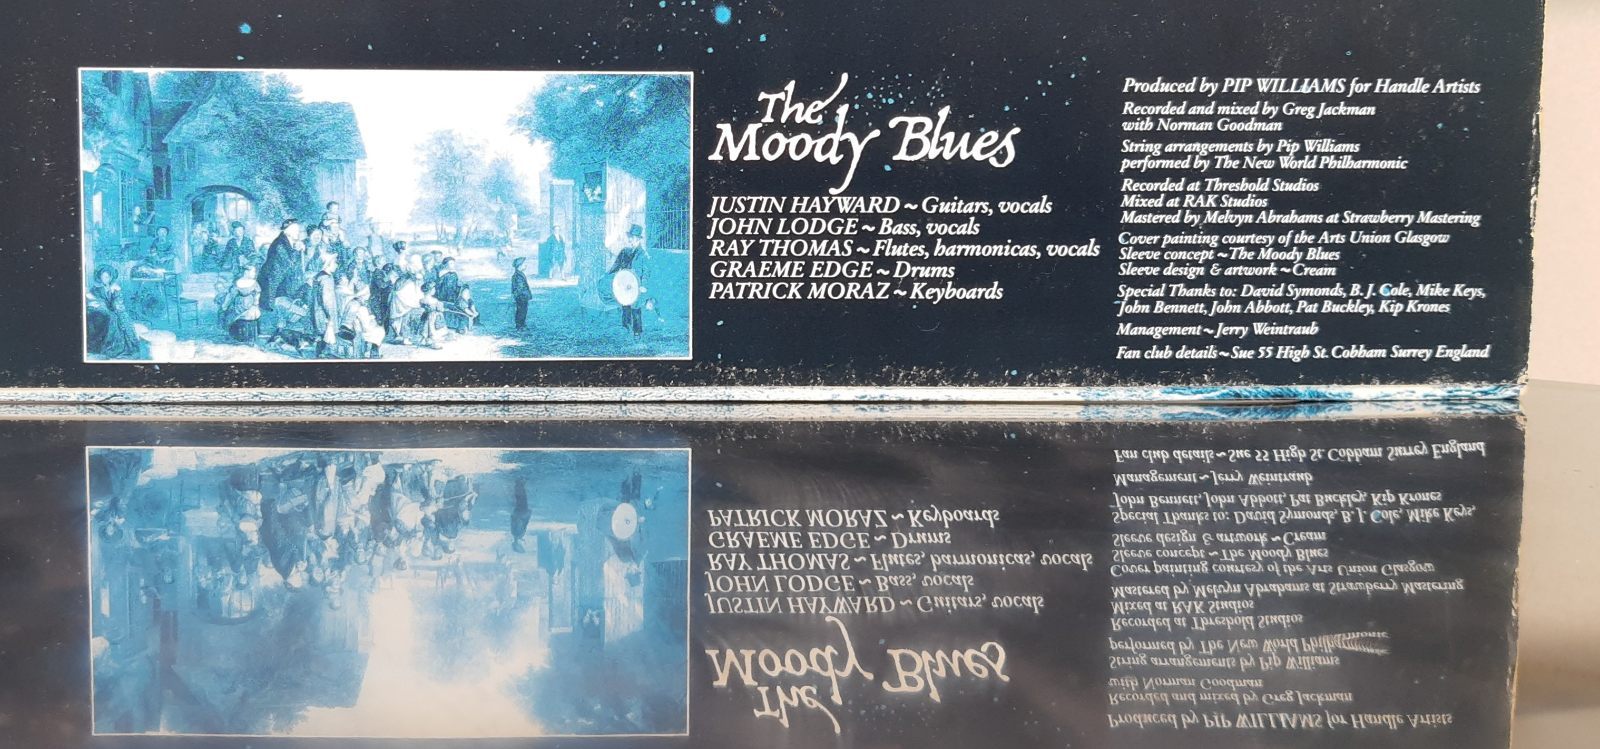 The
Moody Blues
JUSTIN HAYWARD ~ Guitars, vocals
JOHN LODGE ~ Bass, vocals
RAY THOMAS ~ Flutes, harmonicas, vocals
GRAEME EDGE ~ Drums
PATRICK MORAZ ~ Keyboards
Produced by PIP WILLIAMS for Handle Artists
Recorded and mixed by Greg Jackman
with Norman Goodman
String arrangements by Pip Williams
performed by The New World Philharmonic
Recorded at Threshold Studios
Mixed at RAK Studios
Mastered by Melvyn Abrahams at Strawberry Mastering
Cover painting courtesy of the Arts Union Glasgow
Sleeve concept ~ The Moody Blues
Sleeve design & artwork ~ Cream
Special Thanks to: David Symonds, B. J. Cole, Mike Keys,
John Bennett, John Abbott, Pat Buckley, Kip Krones
Management ~ Jerry Weintraub
Fan club details ~ Sue 55 High St. Cobham Surrey England